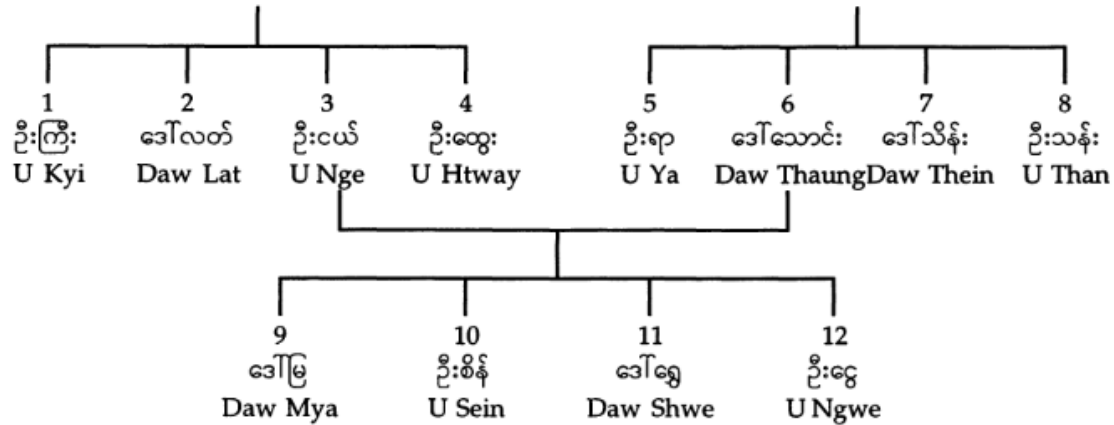 1 2 3 4 5 6 7 8
ဦးကြီး ဒေါ်လတ် ဦးငယ် ဦးထွေး ဦးရာ ဒေါ်သောင်း ဒေါ်သိန်း ဦးသန်း
U Kyi Daw Lat U Nge U Htway U Ya Daw Thaung Daw Thein U Than
9 10 11 12
ဒေါ်မြ ဦးစိန် ဒေါ်ရွှေ ဦးငွေ
Daw Mya U Sein Daw Shwe U Ngwe